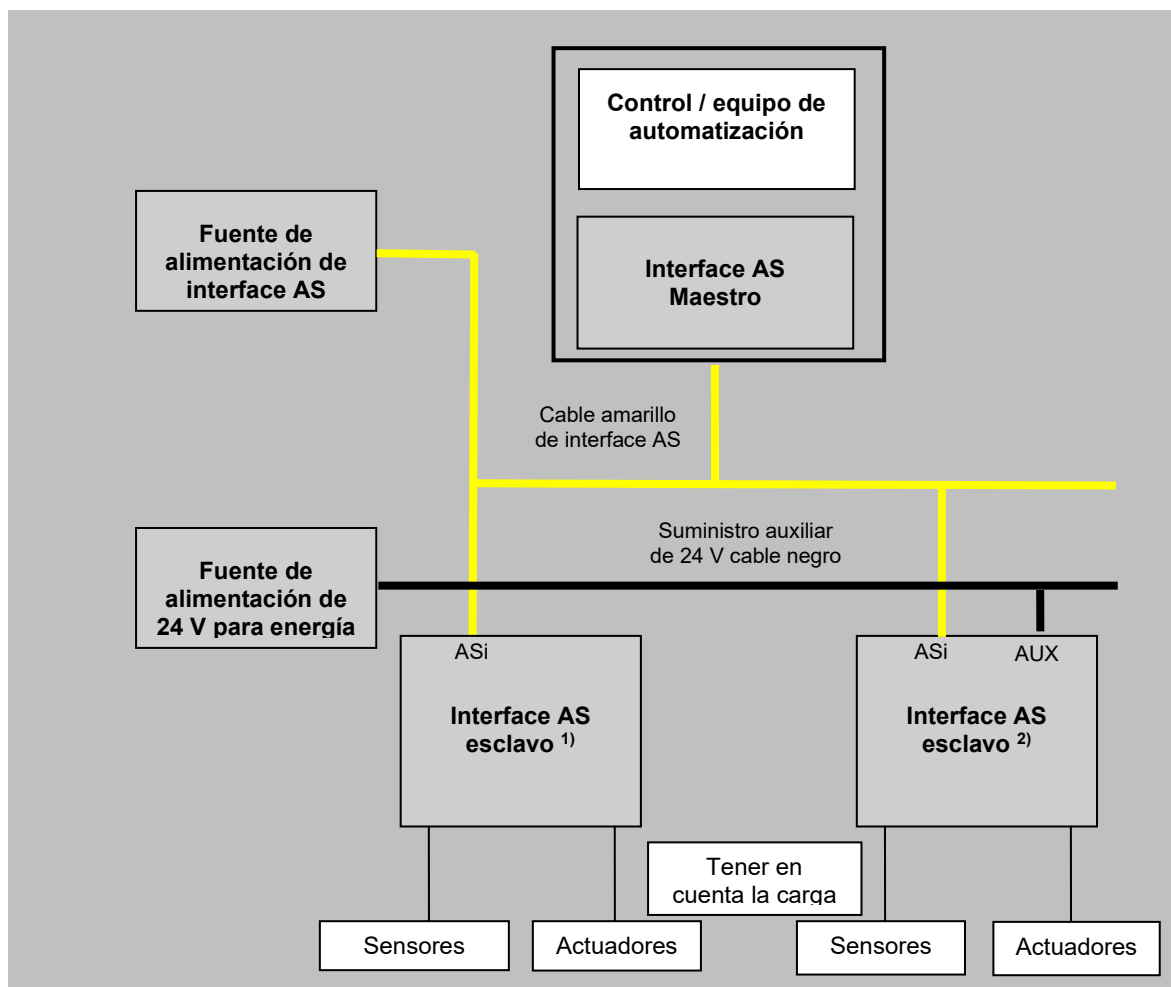 Control / equipo de
automatización
Fuente de
alimentación de
interface AS
Interface AS
Maestro
Cable amarillo
de interface AS
Suministro auxiliar
de 24 V cable negro
Fuente de
alimentación de
24 V para energía
ASi
ASi
AUX
Interface AS
esclavo 1)
Interface AS
esclavo 2)
Tener en
cuenta la carga
Sensores
Actuadores
Sensores
Actuadores